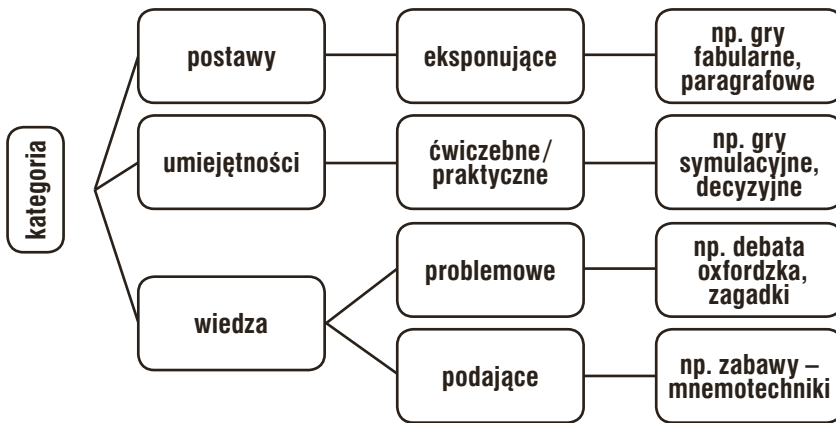 kategoria
postawy
eksponujące
np. gry
fabularne,
paragrafowe
umiejętności
ćwiczebne/
praktyczne
np. gry
symulacyjne,
decyzyjne
wiedza
problemowe
np. debata
oxfordzka,
zagadki
podające
np. zabawy –
mnemotechniki